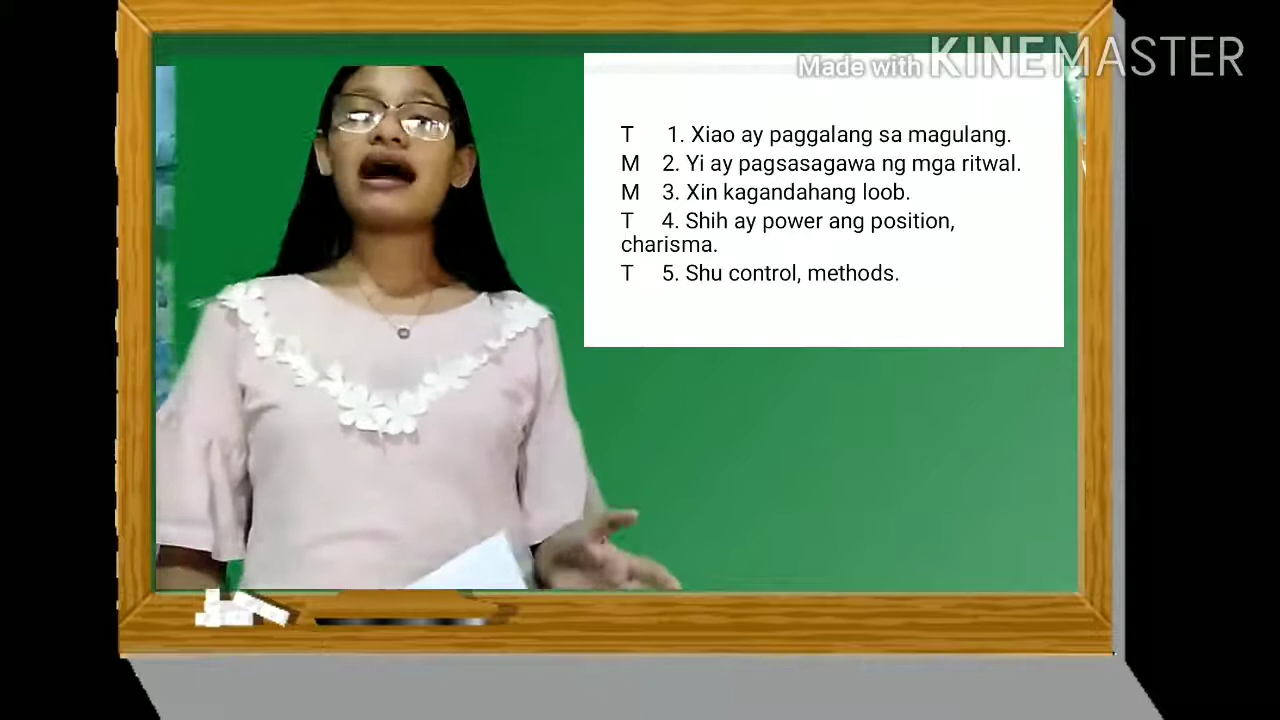 Made with KINEMASTER
T 1. Xiao ay paggalang sa magulang.
M 2. Yi ay pagsasagawa ng mga ritwal.
M 3. Xin kagandahang loob.
T 4. Shih ay power ang position,
charisma.
T 5. Shu control, methods.